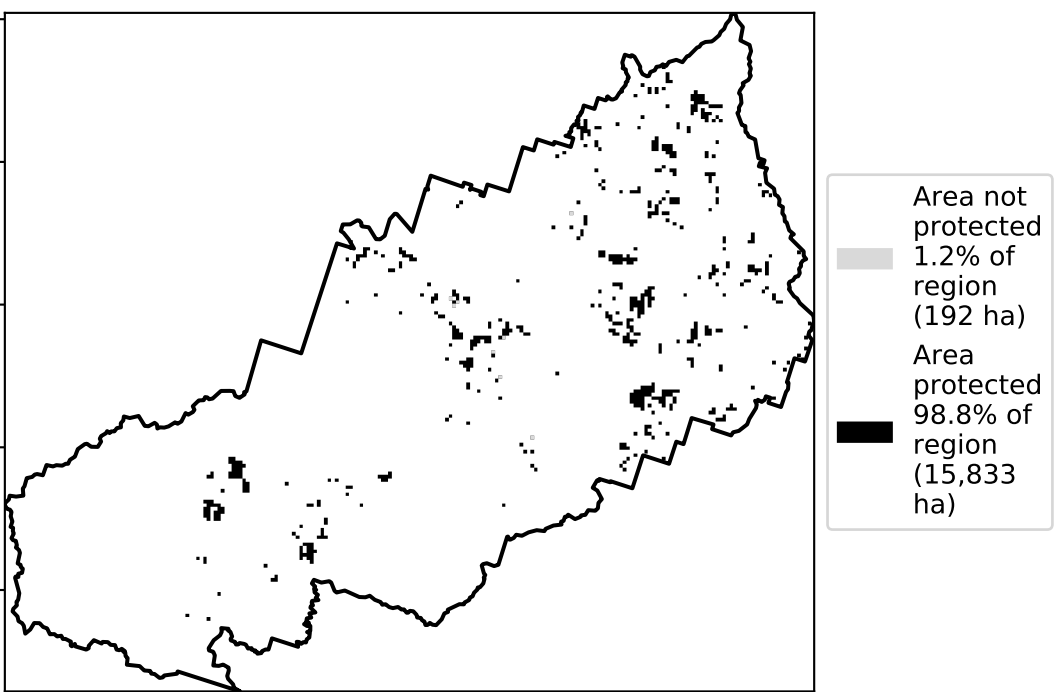 Area not
protected
1.2% of
region
(192 ha)
Area
protected
98.8% of
region
(15,833
ha)